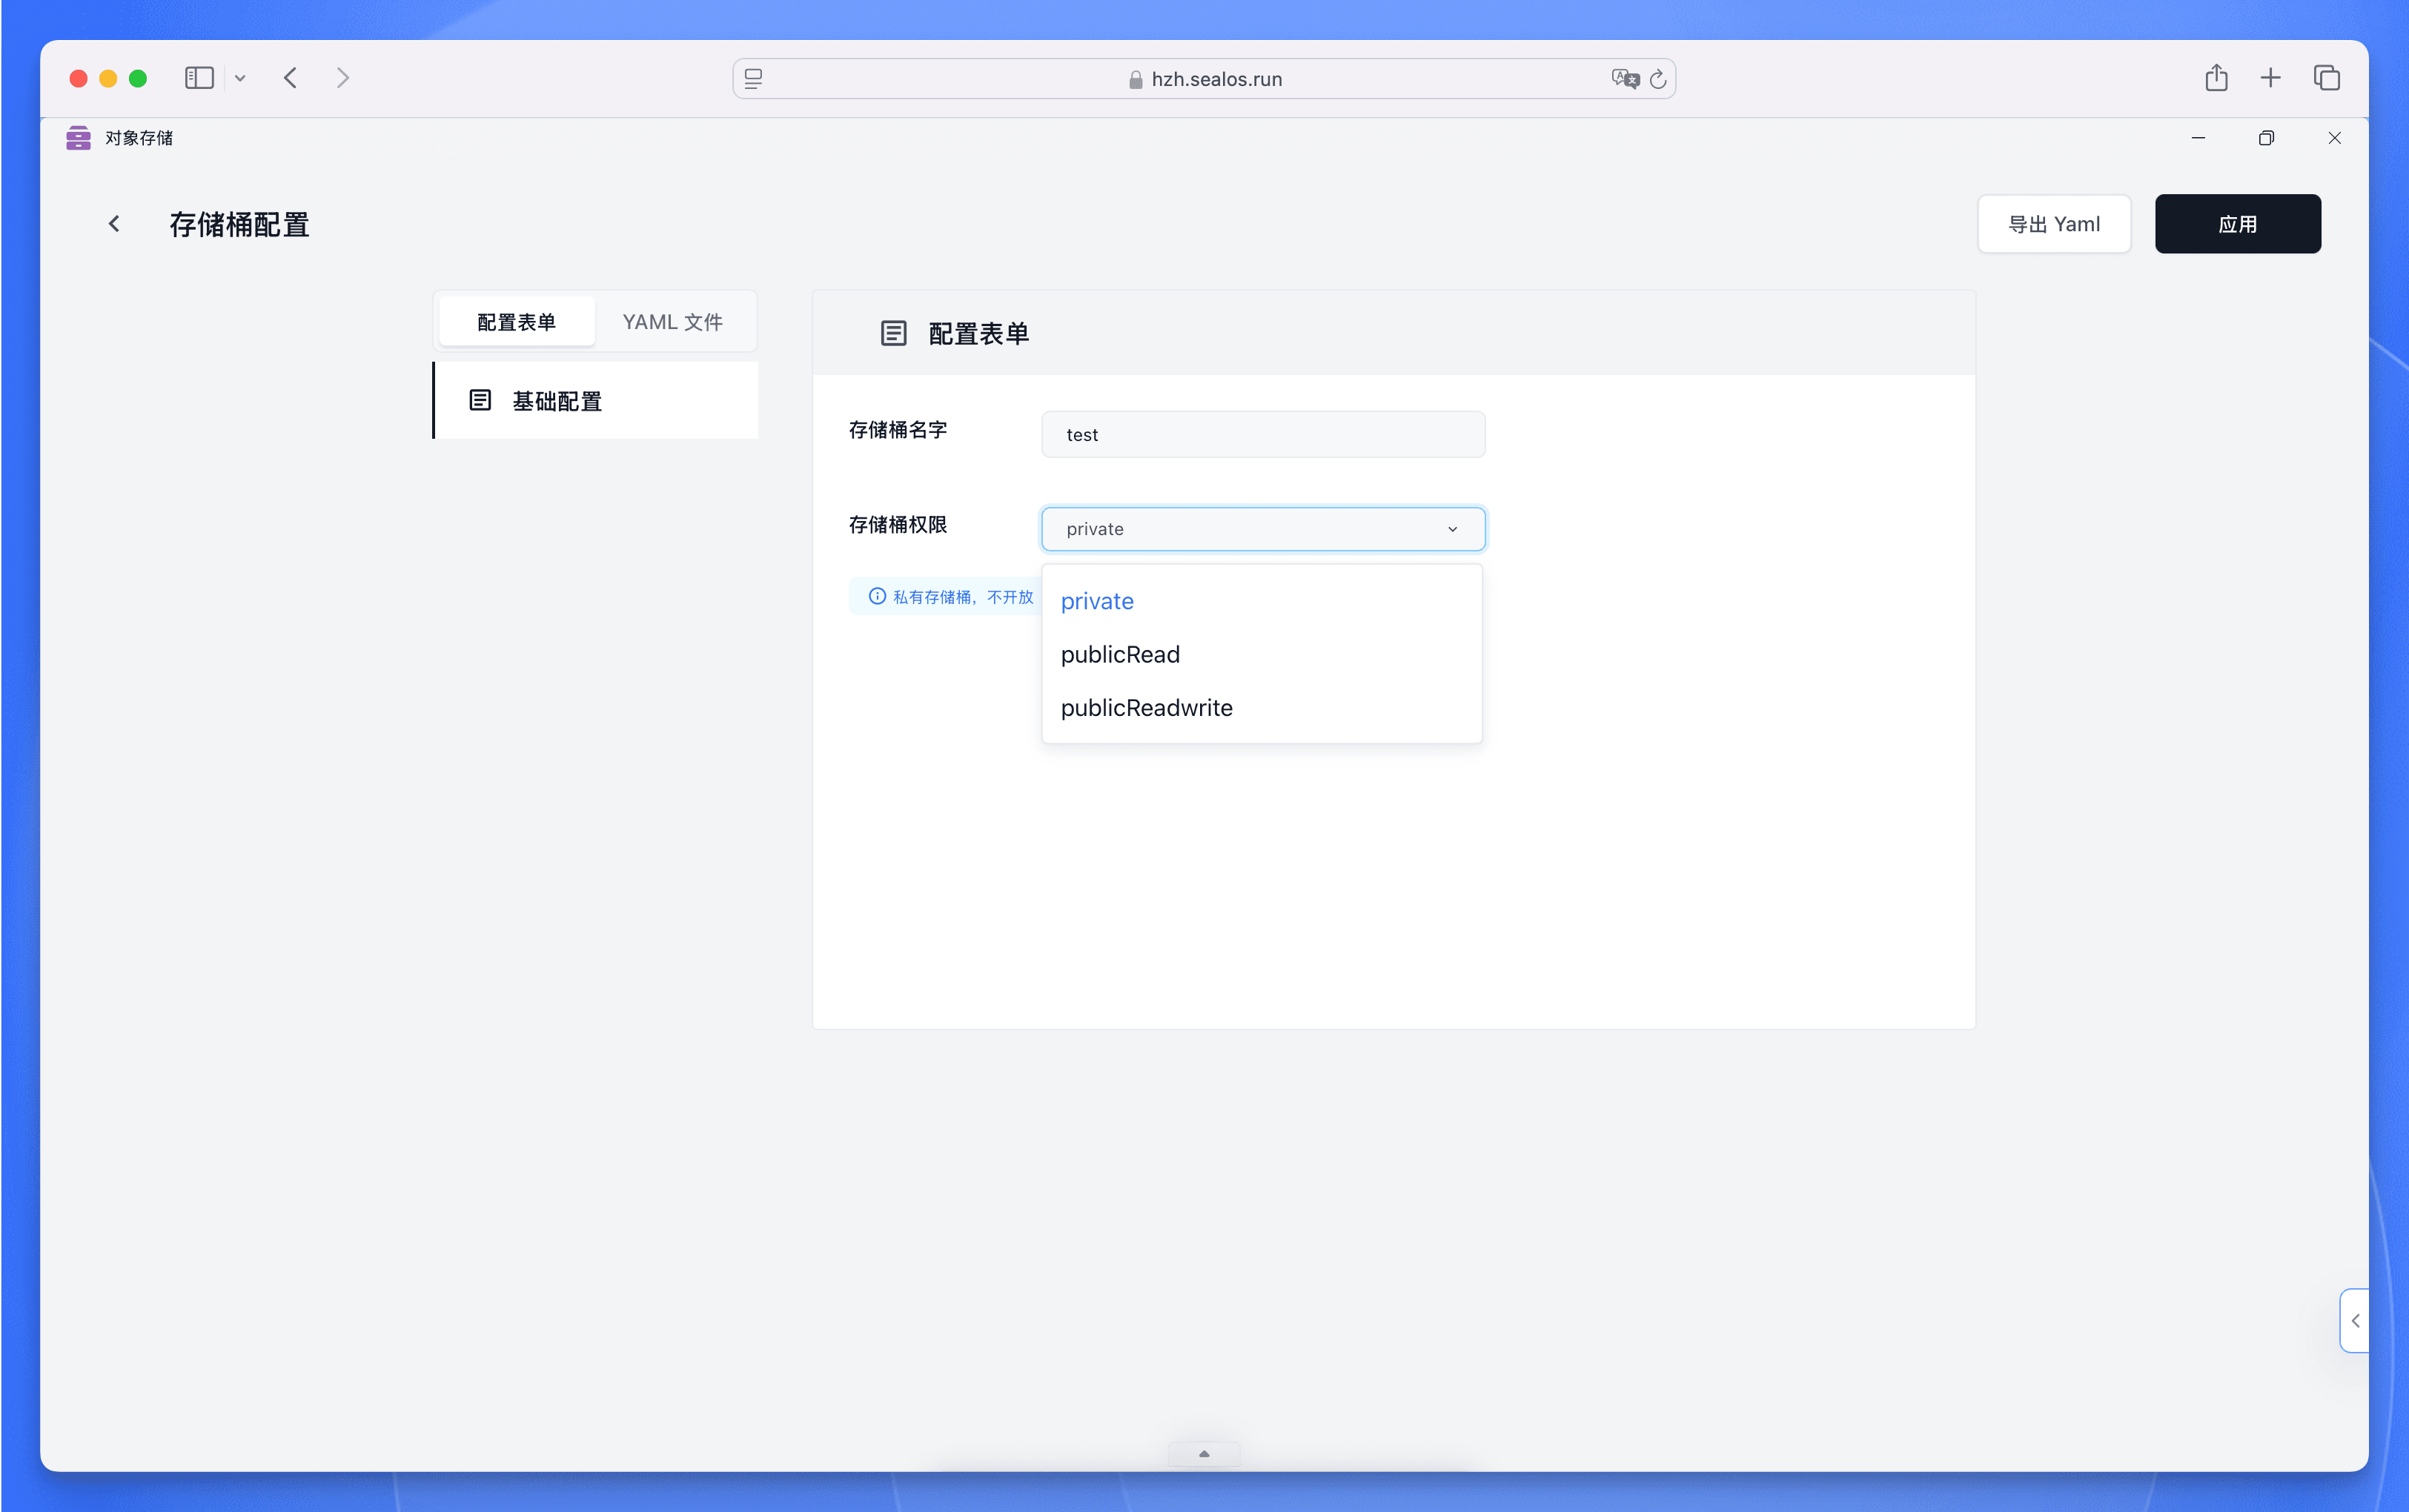 hzh.sealos.run
对象存储
存储桶配置
导出 Yaml
应用
配置表单
YAML 文件
基础配置
配置表单
存储桶名字
test
存储桶权限
private
私有存储桶，不开放
private
publicRead
publicReadwrite